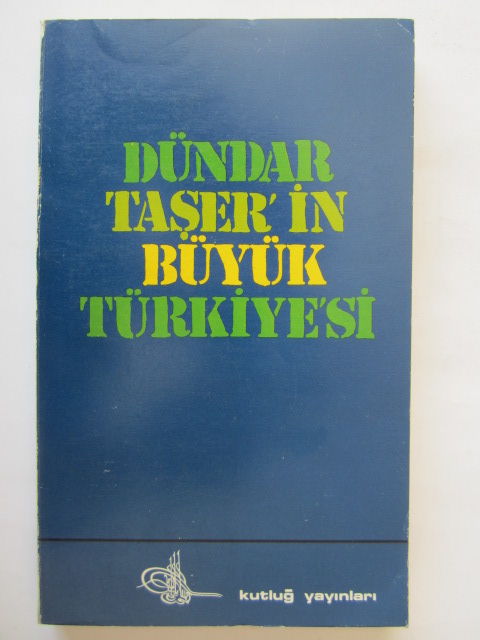 DÜNDAR
TAŞER'İN
BÜYÜK
TÜRKİYE'Sİ
kutluğ yayınları